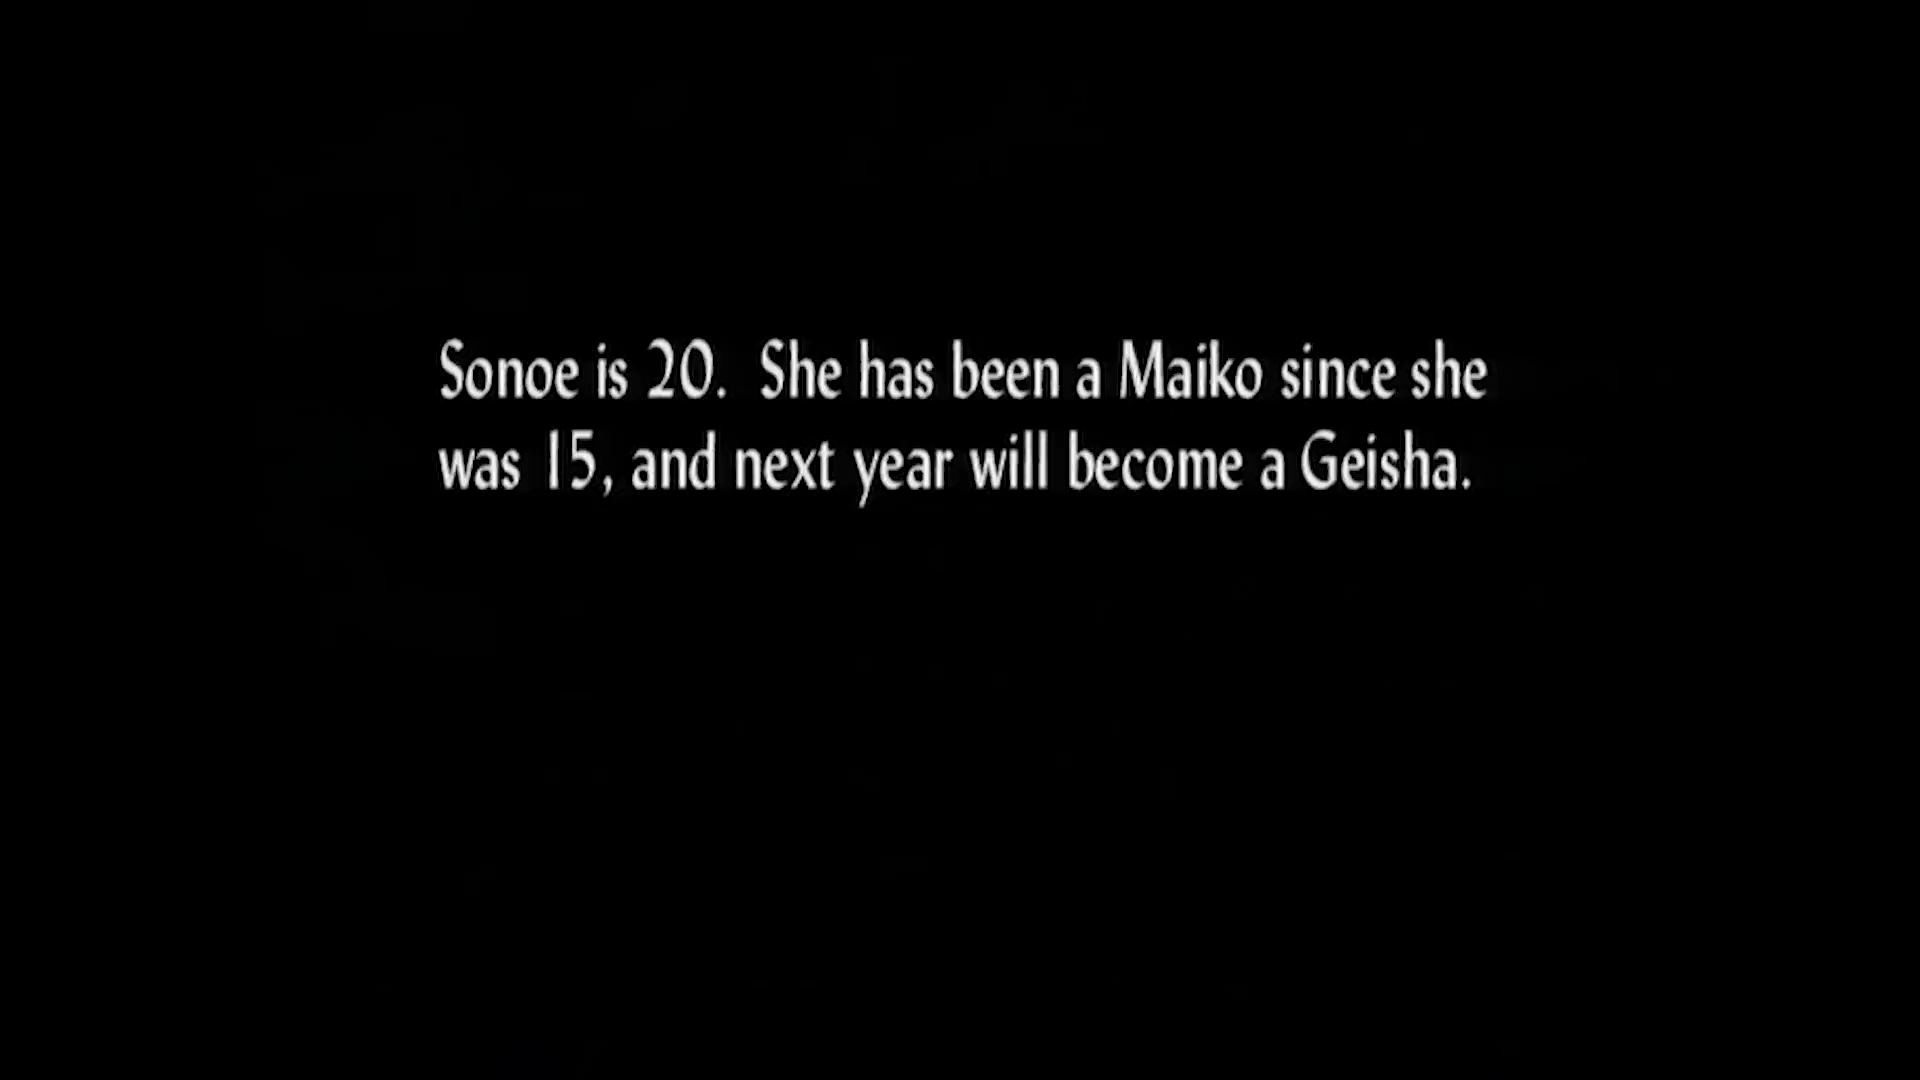 Sonoe is 20.  She has been a Maiko since she
was 15, and next year will become a Geisha.